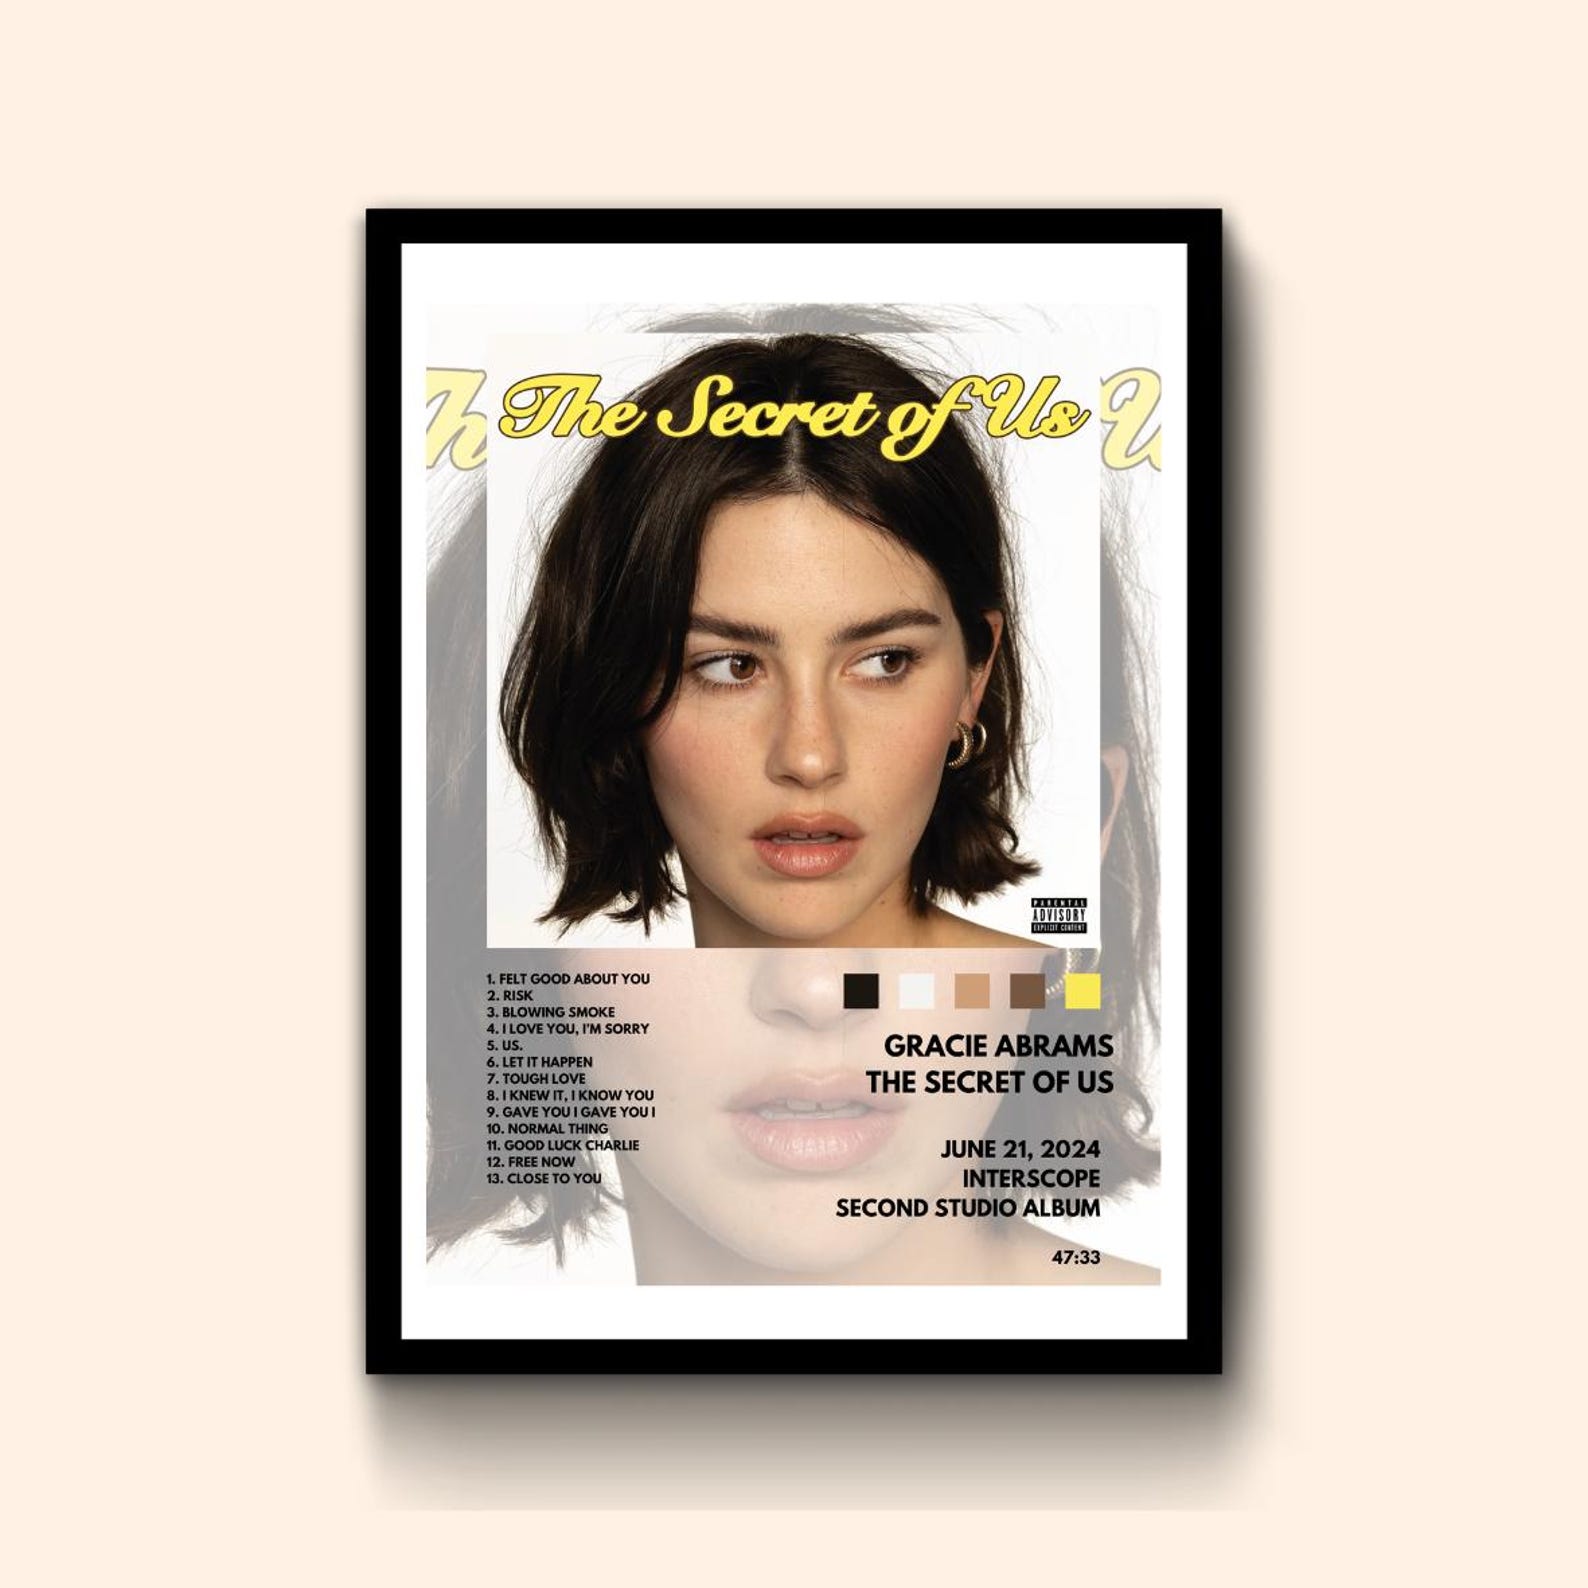 The Secret of Us
Th
U
PARENTAL
ADVISORY
EXPLICIT CONTENT
1. FELT GOOD ABOUT YOU
2. RISK
3. BLOWING SMOKE
4. I LOVE YOU, I'M SORRY
5. US.
6. LET IT HAPPEN
7. TOUGH LOVE
8. I KNEW IT, I KNOW YOU
9. GAVE YOU I GAVE YOU I
10. NORMAL THING
11. GOOD LUCK CHARLIE
12. FREE NOW
13. CLOSE TO YOU
GRACIE ABRAMS
THE SECRET OF US
JUNE 21, 2024
INTERSCOPE
SECOND STUDIO ALBUM
47:33